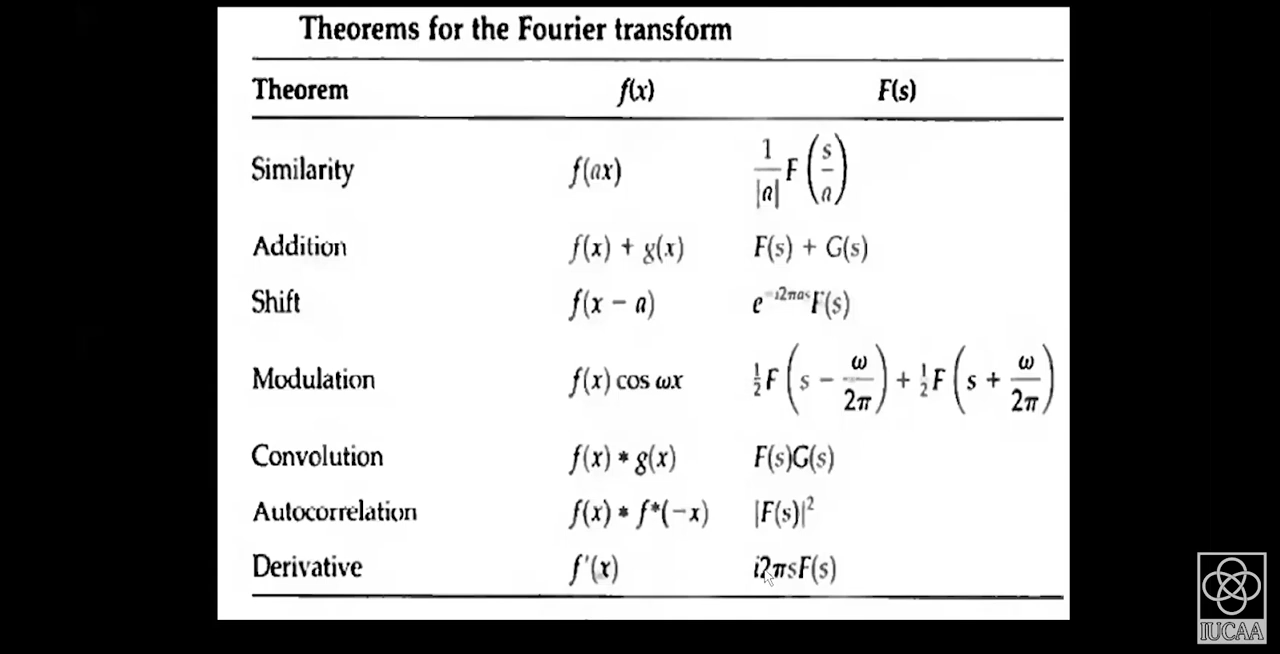 Theorems for the Fourier transform
Theorem f(x) F(s)
Similarity f(ax) 1/|a| F(s/a)
Addition f(x) + g(x) F(s) + G(s)
Shift f(x − a) e^−i2πas F(s)
Modulation f(x) cos ωx ½F(s − ω/2π) + ½F(s + ω/2π)
Convolution f(x) * g(x) F(s)G(s)
Autocorrelation f(x) * f*(−x) |F(s)|²
Derivative f′(x) i2πsF(s)
IUCAA